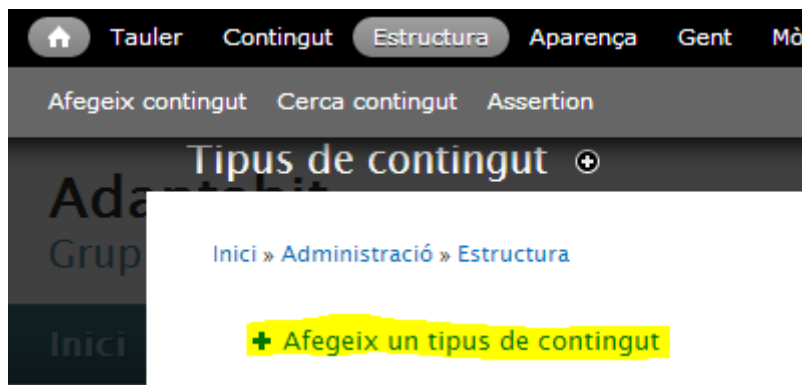 Tauler Contingut Estructura Aparença Gent Mò
Afegeix contingut Cerca contingut Assertion
Tipus de contingut
Adaptabit
Grup
Inici » Administració » Estructura
Inici
Afegeix un tipus de contingut